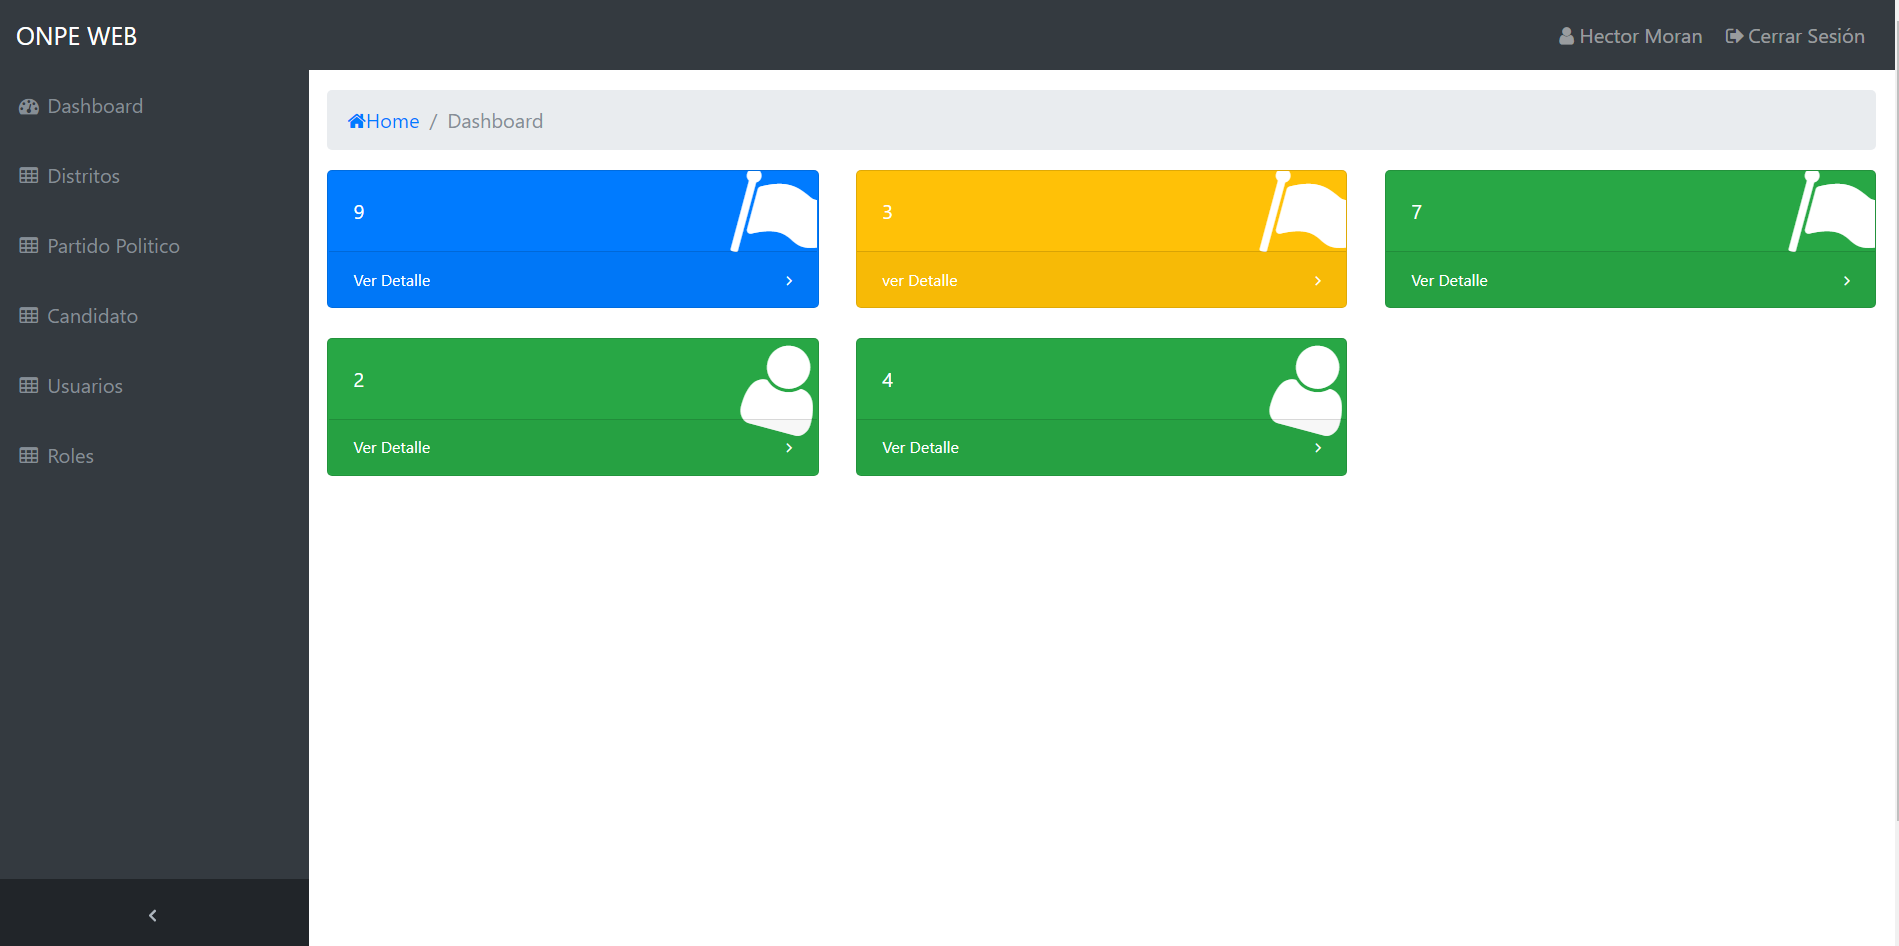 ONPE WEB
Hector Moran
Cerrar Sesión
Dashboard
Distritos
Partido Politico
Candidato
Usuarios
Roles
Home / Dashboard
9
Ver Detalle
3
ver Detalle
7
Ver Detalle
2
Ver Detalle
4
Ver Detalle